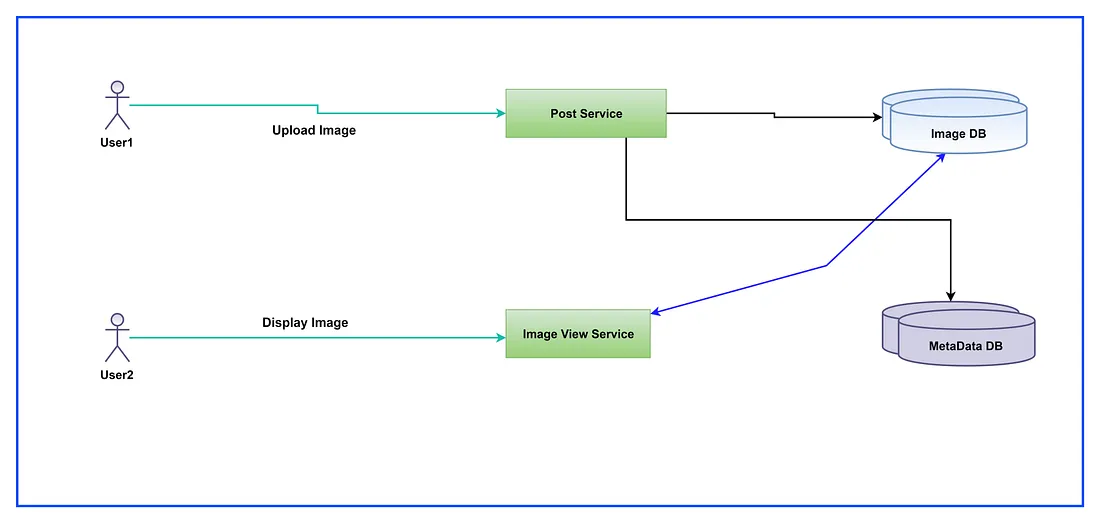 Post Service
Upload Image
User1
Image DB
Display Image
Image View Service
MetaData DB
User2